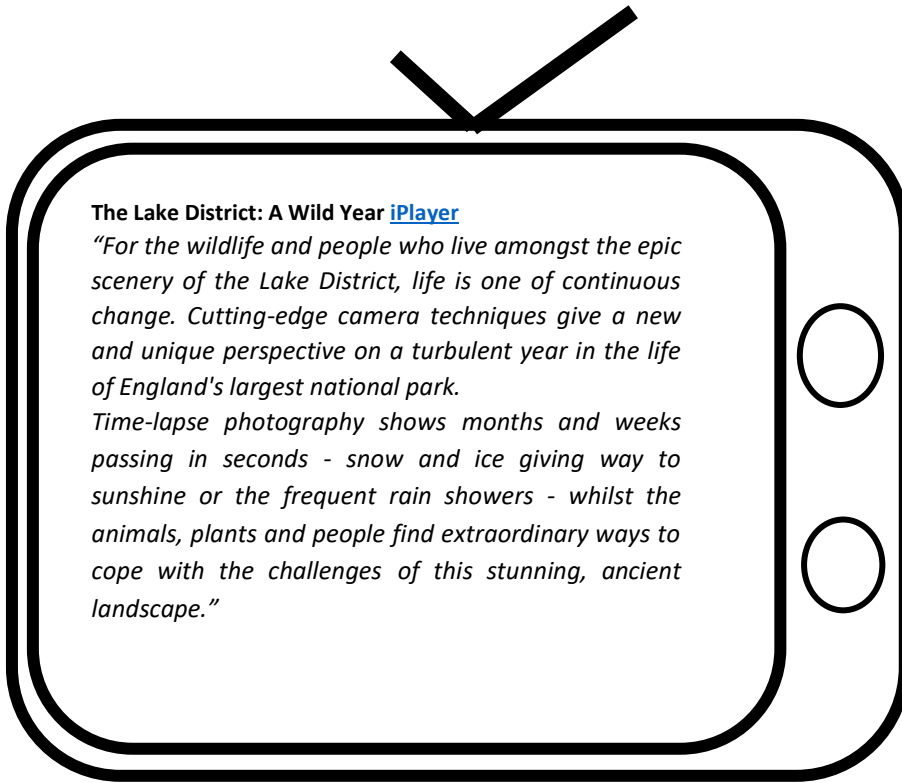 The Lake District: A Wild Year iPlayer
“For the wildlife and people who live amongst the epic
scenery of the Lake District, life is one of continuous
change. Cutting-edge camera techniques give a new
and unique perspective on a turbulent year in the life
of England's largest national park.
Time-lapse photography shows months and weeks
passing in seconds - snow and ice giving way to
sunshine or the frequent rain showers - whilst the
animals, plants and people find extraordinary ways to
cope with the challenges of this stunning, ancient
landscape.”